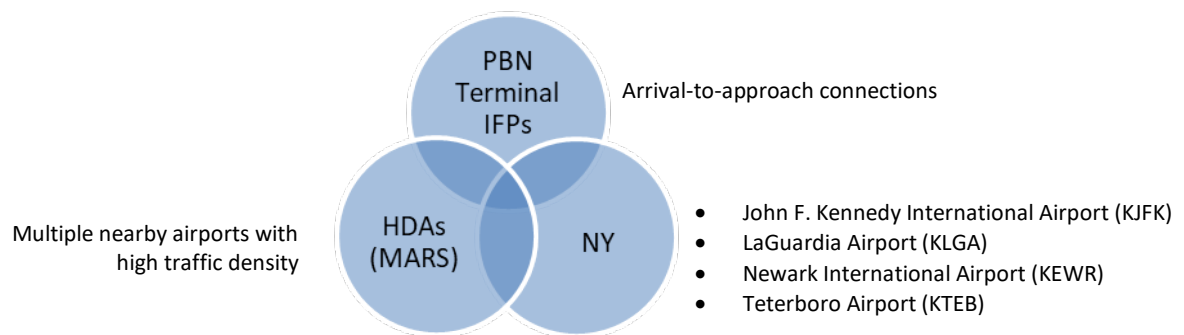 PBN
Terminal
IFPs
Arrival-to-approach connections
HDAs
(MARS)
Multiple nearby airports with
high traffic density
NY
• John F. Kennedy International Airport (KJFK)
• LaGuardia Airport (KLGA)
• Newark International Airport (KEWR)
• Teterboro Airport (KTEB)